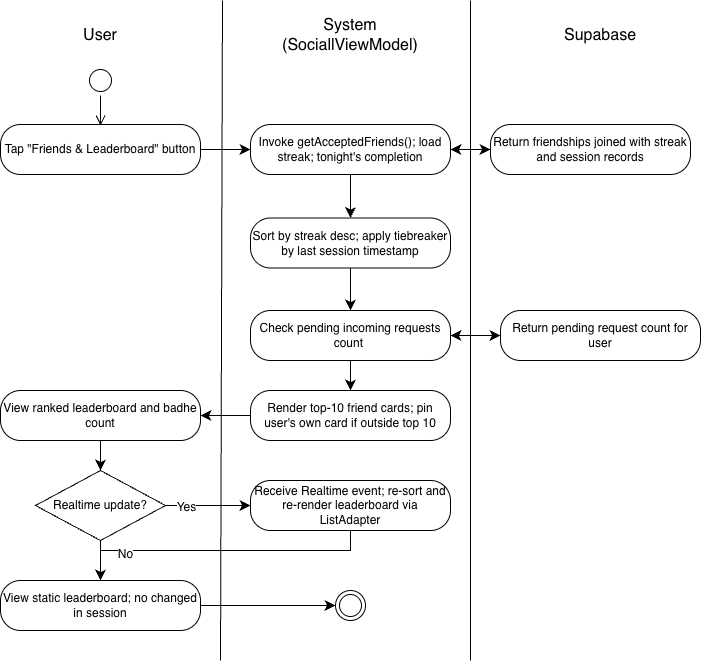 User
System
(SociallViewModel)
Supabase
Tap "Friends & Leaderboard" button
Invoke getAcceptedFriends(); load
streak; tonight's completion
Return friendships joined with streak
and session records
Sort by streak desc; apply tiebreaker
by last session timestamp
Check pending incoming requests
count
Return pending request count for
user
View ranked leaderboard and badhe
count
Render top-10 friend cards; pin
user's own card if outside top 10
Realtime update?
Yes
Receive Realtime event; re-sort and
re-render leaderboard via
ListAdapter
No
View static leaderboard; no changed
in session